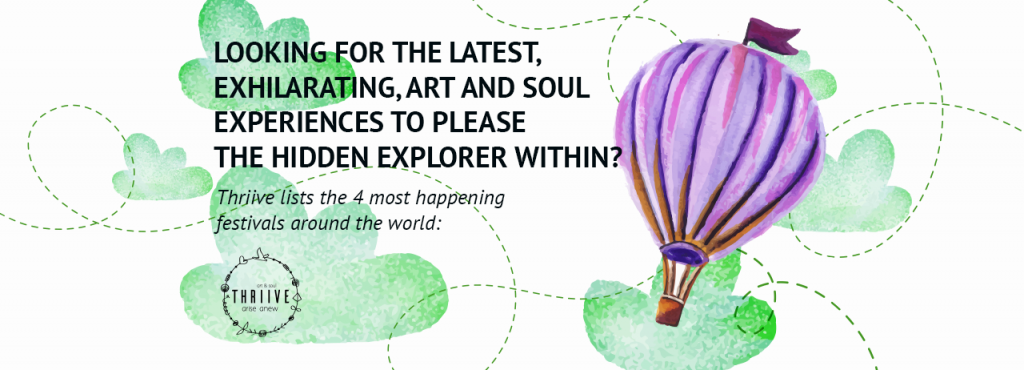 LOOKING FOR THE LATEST,
EXHILARATING, ART AND SOUL
EXPERIENCES TO PLEASE
THE HIDDEN EXPLORER WITHIN?
Thriive lists the 4 most happening
festivals around the world:
art & soul
THRIIVE
arise anew